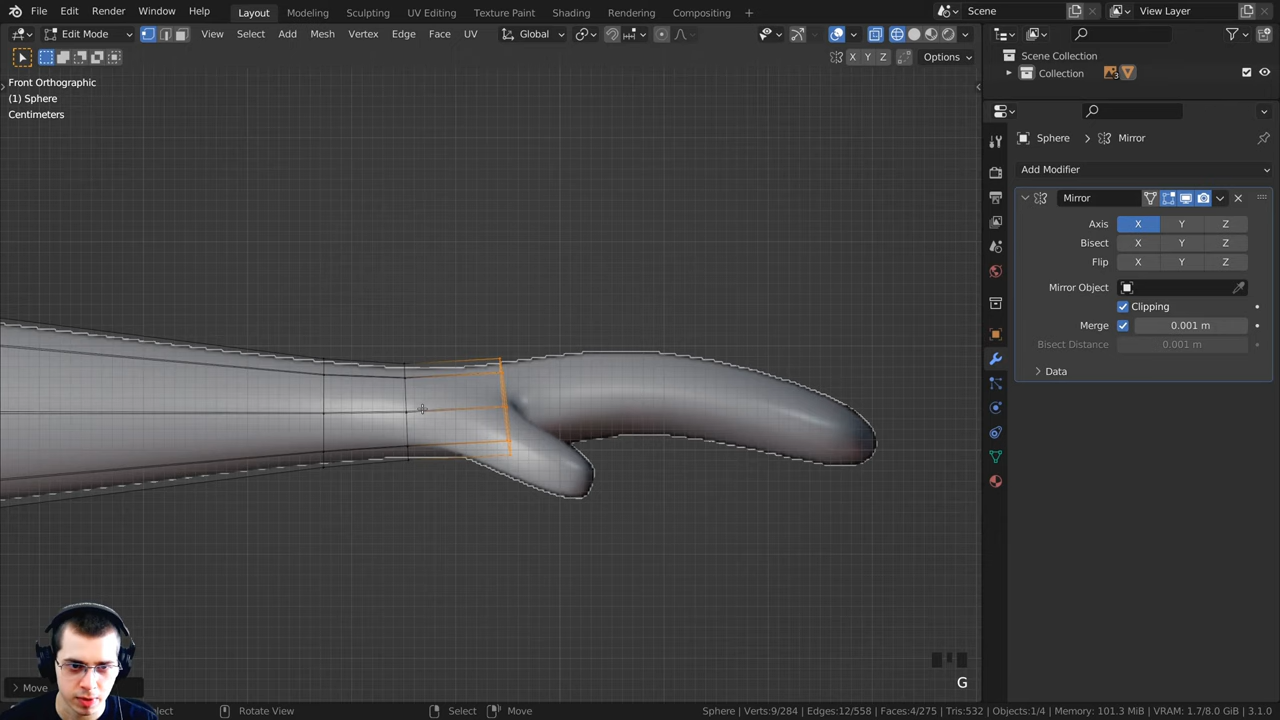 File Edit Render Window Help
Layout Modeling Sculpting UV Editing Texture Paint Shading Rendering Compositing
Scene
View Layer
Edit Mode View Select Add Mesh Vertex Edge Face UV
Global
X Y Z
Options
Front Orthographic
(1) Sphere
Centimeters
Scene Collection
Collection
3
Sphere > Mirror
Add Modifier
Mirror
Axis X Y Z
Bisect X Y Z
Flip X Y Z
Mirror Object
Clipping
Merge 0.001 m
Bisect Distance 0.001 m
Data
G
Move
Rotate View
Select
Move
Sphere | Verts:9/284 | Edges:12/558 | Faces:4/275 | Tris:532 | Objects:1/4 | Memory: 101.3 MiB | VRAM: 1.7/8.0 GiB | 3.1.0